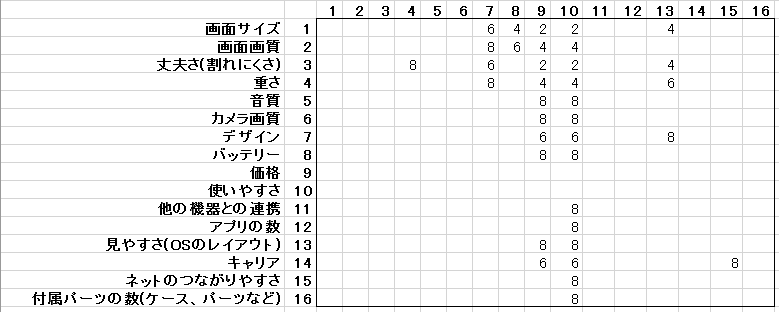 1 2 3 4 5 6 7 8 9 10 11 12 13 14 15 16
画面サイズ 1 6 4 2 2 4
画面画質 2 8 6 4 4
丈夫さ(割れにくさ) 3 8 6 2 2 4
重さ 4 8 4 4 6
音質 5 8 8
カメラ画質 6 8 8
デザイン 7 6 6 8
バッテリー 8 8 8
価格 9
使いやすさ 10
他の機器との連携 11 8
アプリの数 12 8
見やすさ(OSのレイアウト) 13 8 8
キャリア 14 6 6 8
ネットのつながりやすさ 15 8
付属パーツの数(ケース、パーツなど) 16 8